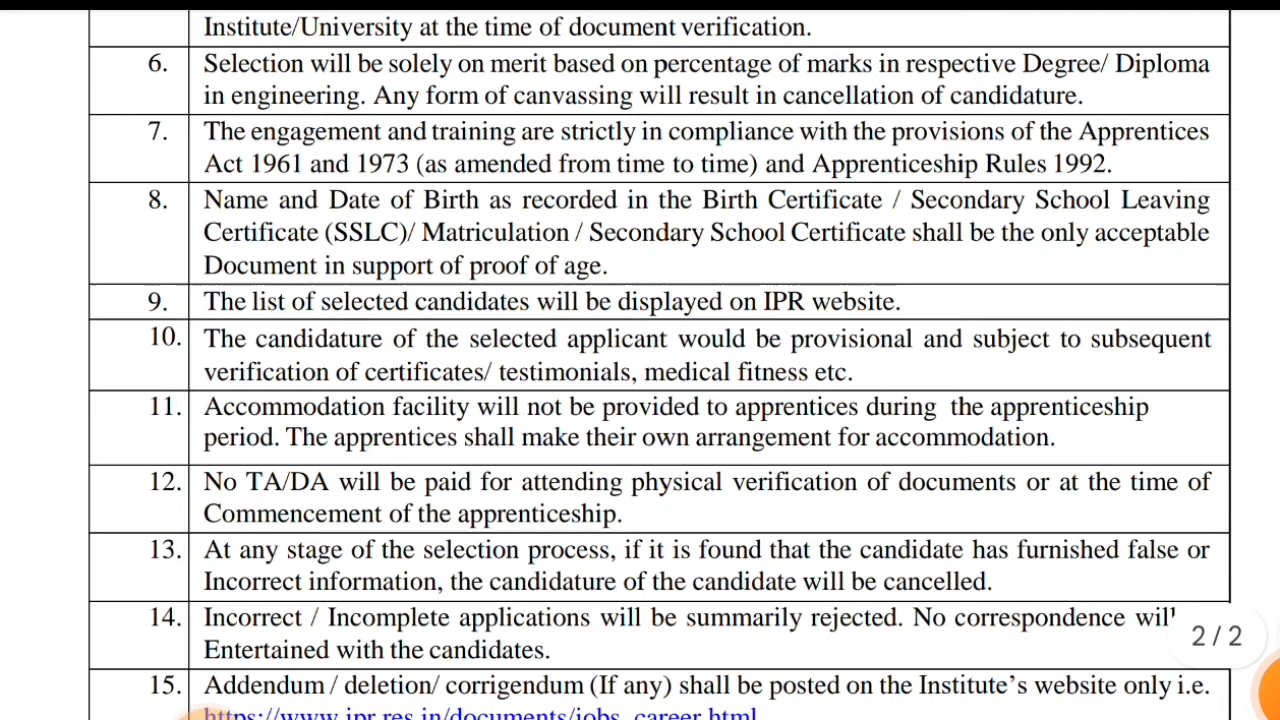 Institute/University at the time of document verification.
6. Selection will be solely on merit based on percentage of marks in respective Degree/ Diploma
in engineering. Any form of canvassing will result in cancellation of candidature.
7. The engagement and training are strictly in compliance with the provisions of the Apprentices
Act 1961 and 1973 (as amended from time to time) and Apprenticeship Rules 1992.
8. Name and Date of Birth as recorded in the Birth Certificate / Secondary School Leaving
Certificate (SSLC)/ Matriculation / Secondary School Certificate shall be the only acceptable
Document in support of proof of age.
9. The list of selected candidates will be displayed on IPR website.
10. The candidature of the selected applicant would be provisional and subject to subsequent
verification of certificates/ testimonials, medical fitness etc.
11. Accommodation facility will not be provided to apprentices during the apprenticeship
period. The apprentices shall make their own arrangement for accommodation.
12. No TA/DA will be paid for attending physical verification of documents or at the time of
Commencement of the apprenticeship.
13. At any stage of the selection process, if it is found that the candidate has furnished false or
Incorrect information, the candidature of the candidate will be cancelled.
14. Incorrect / Incomplete applications will be summarily rejected. No correspondence wil
Entertained with the candidates.
2 / 2
15. Addendum / deletion/ corrigendum (If any) shall be posted on the Institute's website only i.e.
https://www.ipr.res.in/documents/jobs_career.html